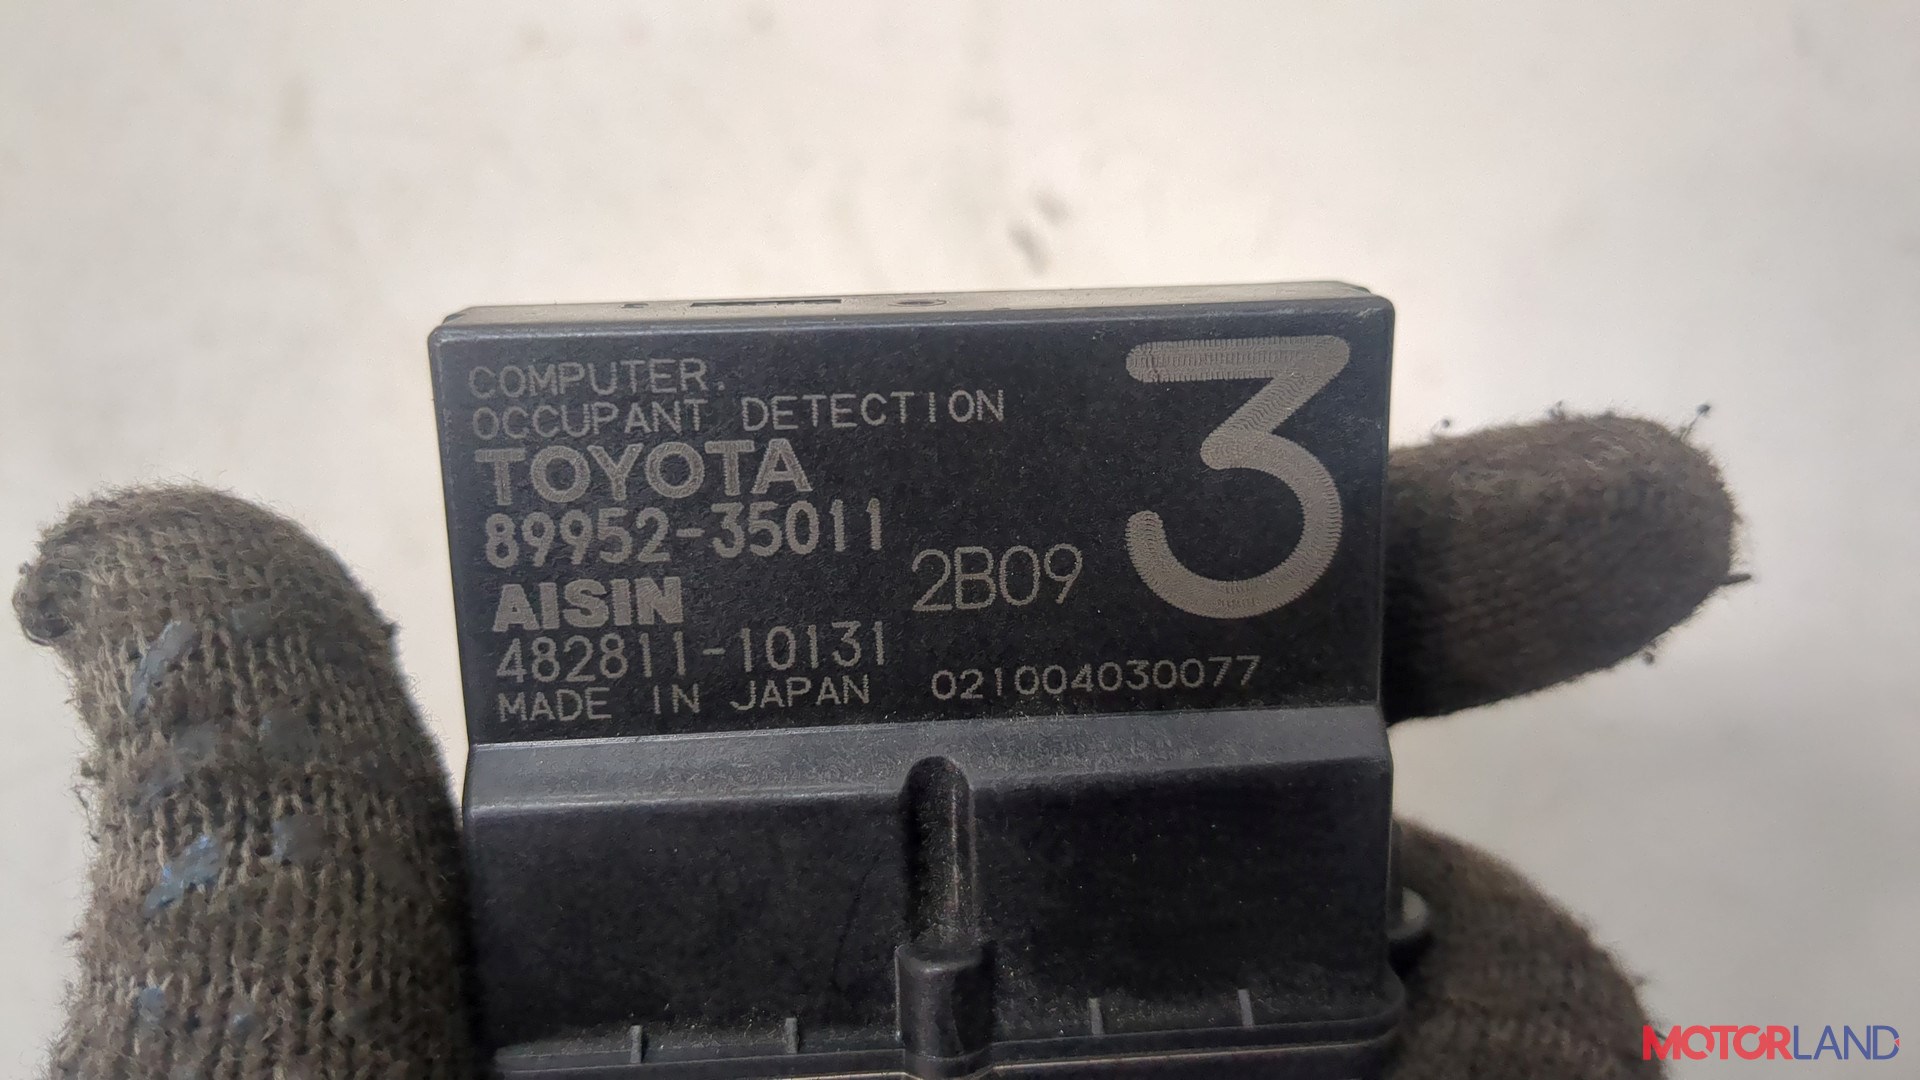 COMPUTER.
OCCUPANT DETECTION
TOYOTA
89952-35011
AISIN
482811-10131
MADE IN JAPAN
2B09
021004030077
3
MOTORLAND